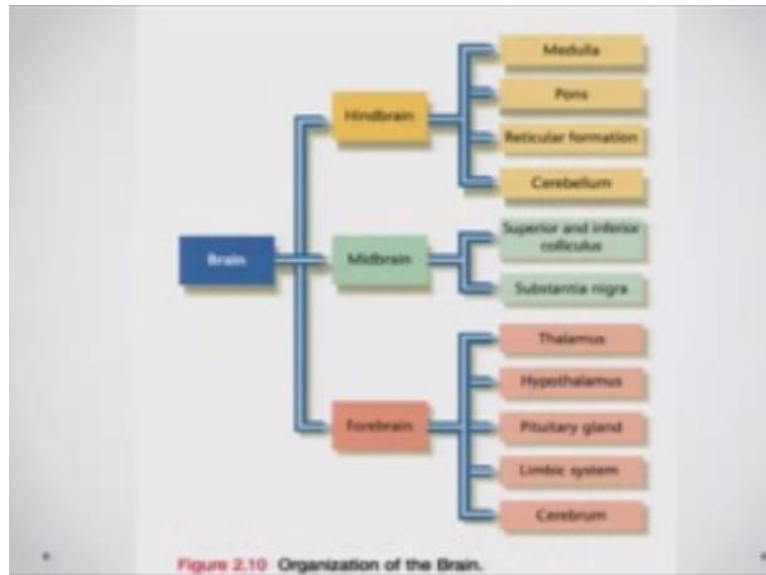 Medulla
Hindbrain
Pons
Reticular formation
Cerebellum
Superior and inferior
colliculus
Brain
Midbrain
Substantia nigra
Thalamus
Hypothalamus
Forebrain
Pituitary gland
Limbic system
Cerebrum
Figure 2.10 Organization of the Brain.